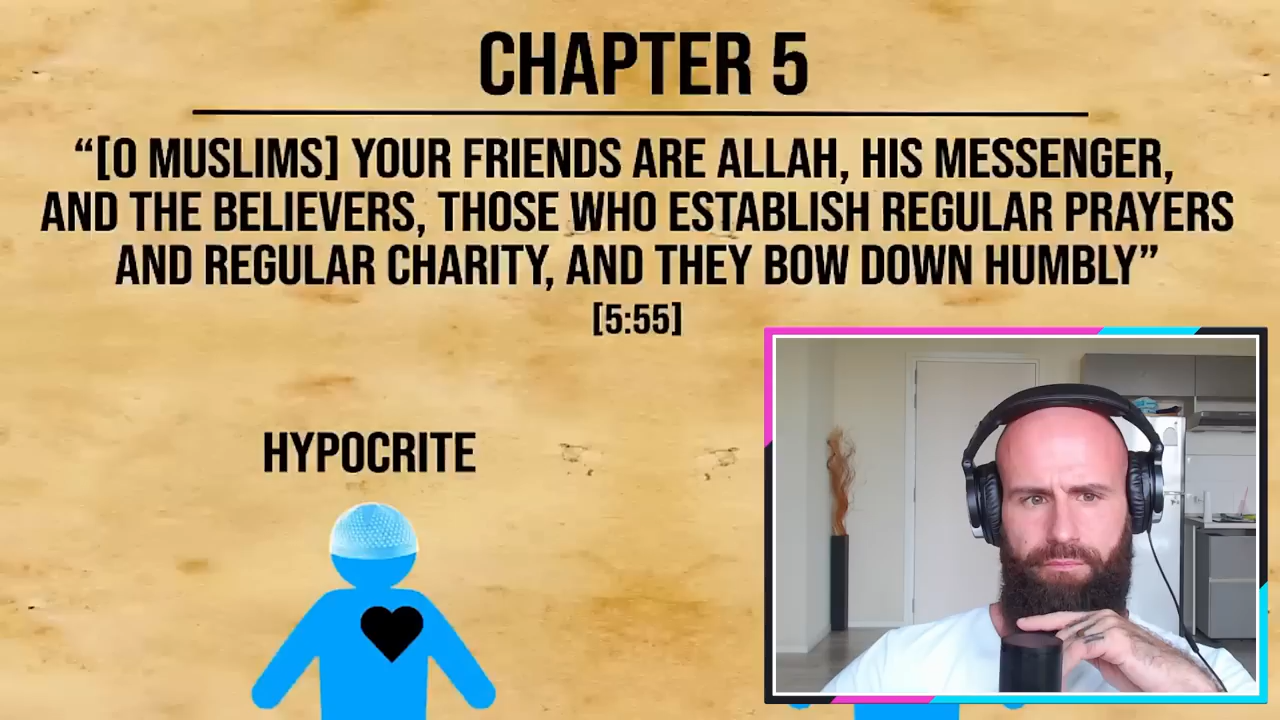 CHAPTER 5
“[O MUSLIMS] YOUR FRIENDS ARE ALLAH, HIS MESSENGER,
AND THE BELIEVERS, THOSE WHO ESTABLISH REGULAR PRAYERS
AND REGULAR CHARITY, AND THEY BOW DOWN HUMBLY”
[5:55]
HYPOCRITE